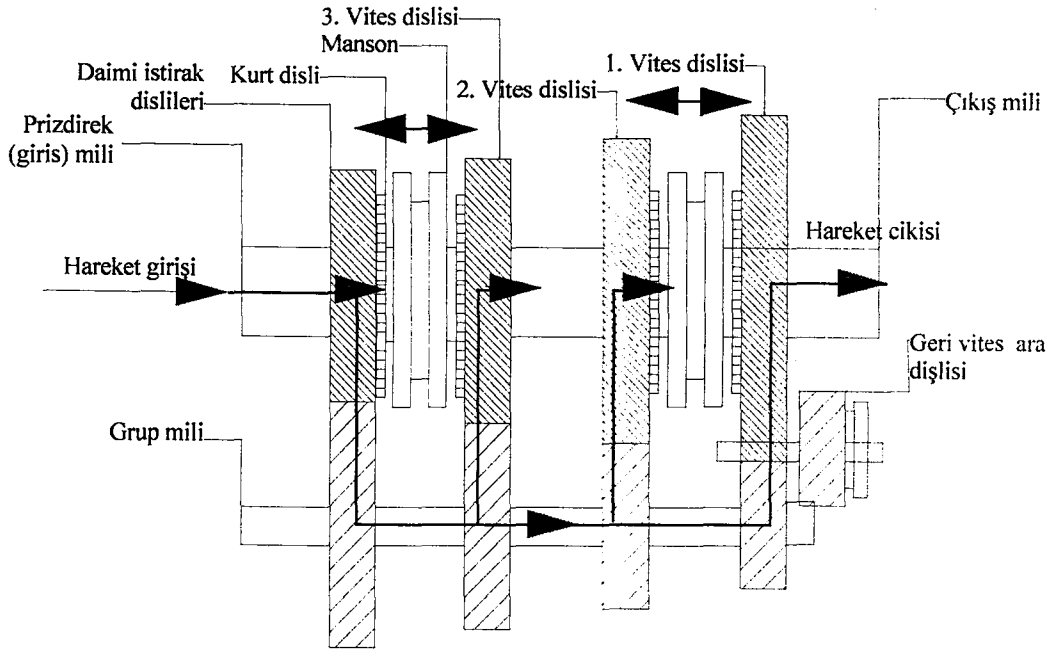 3. Vites dislisi
Manson
Kurt disli
Daimi istirak
dislileri
Prizdirek
(giris) mili
Hareket girişi
Grup mili
1. Vites dislisi
2. Vites dislisi
Çıkış mili
Hareket cikisi
Geri vites ara
dişlisi